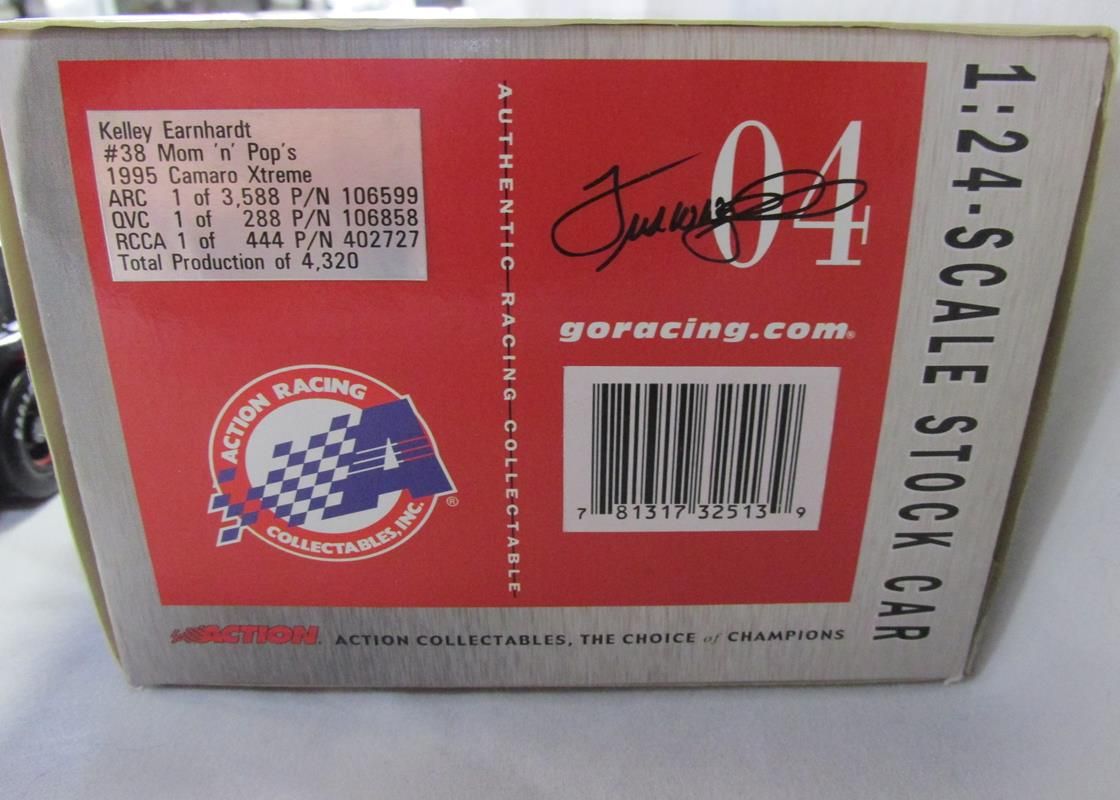 Kelley Earnhardt
#38 Mom 'n' Pop's
1995 Camaro Xtreme
ARC 1 of 3,588 P/N 106599
QVC 1 of 288 P/N 106858
RCCA 1 of 444 P/N 402727
Total Production of 4,320
ACTION RACING
A
COLLECTABLES, INC.
®
AUTHENTIC RACING COLLECTABLE
04
goracing.com®
7 81317 32513 9
1:24-SCALE STOCK CAR
ACTION. ACTION COLLECTABLES, THE CHOICE of CHAMPIONS